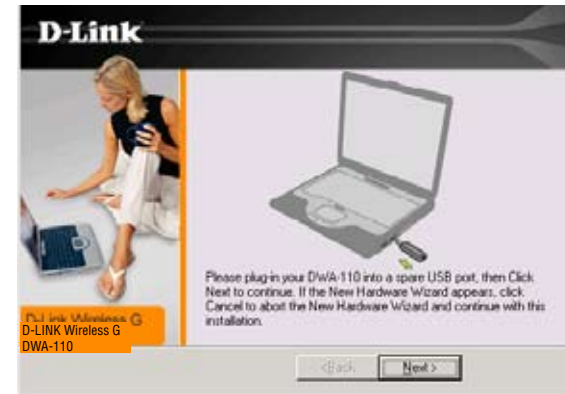 D-Link
Please plug-in your DWA-110 into a spare USB port, then Click
Next to continue. If the New Hardware Wizard appears, click
Cancel to abort the New Hardware Wizard and continue with this
installation.
D-Link Wireless G
D-LINK Wireless G
DWA-110
<Back
Next >